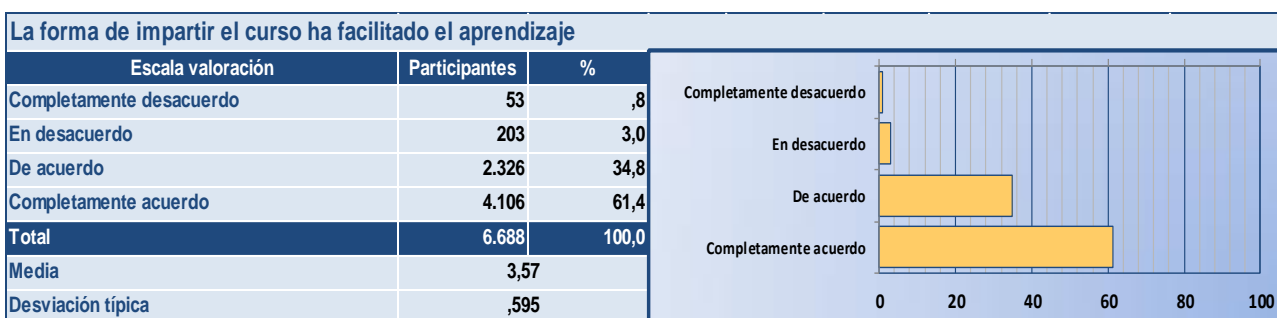 La forma de impartir el curso ha facilitado el aprendizaje
Escala valoración Participantes %
Completamente desacuerdo 53 ,8
En desacuerdo 203 3,0
De acuerdo 2.326 34,8
Completamente acuerdo 4.106 61,4
Total 6.688 100,0
Media 3,57
Desviación típica ,595
Completamente desacuerdo
En desacuerdo
De acuerdo
Completamente acuerdo
0 20 40 60 80 100